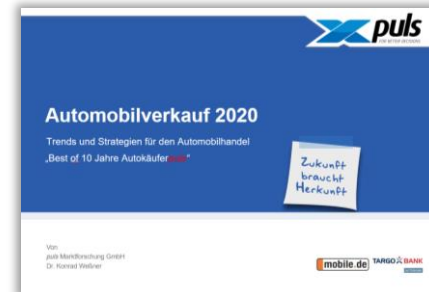 puls
Automobilverkauf 2020
Trends und Strategien für den Automobilhandel
„Best of 10 Jahre Autokäuferpuls“
Zukunft
braucht
Herkunft
Von
puls Marktforschung GmbH
Dr. Konrad Weßner
mobile.de TARGO BANK